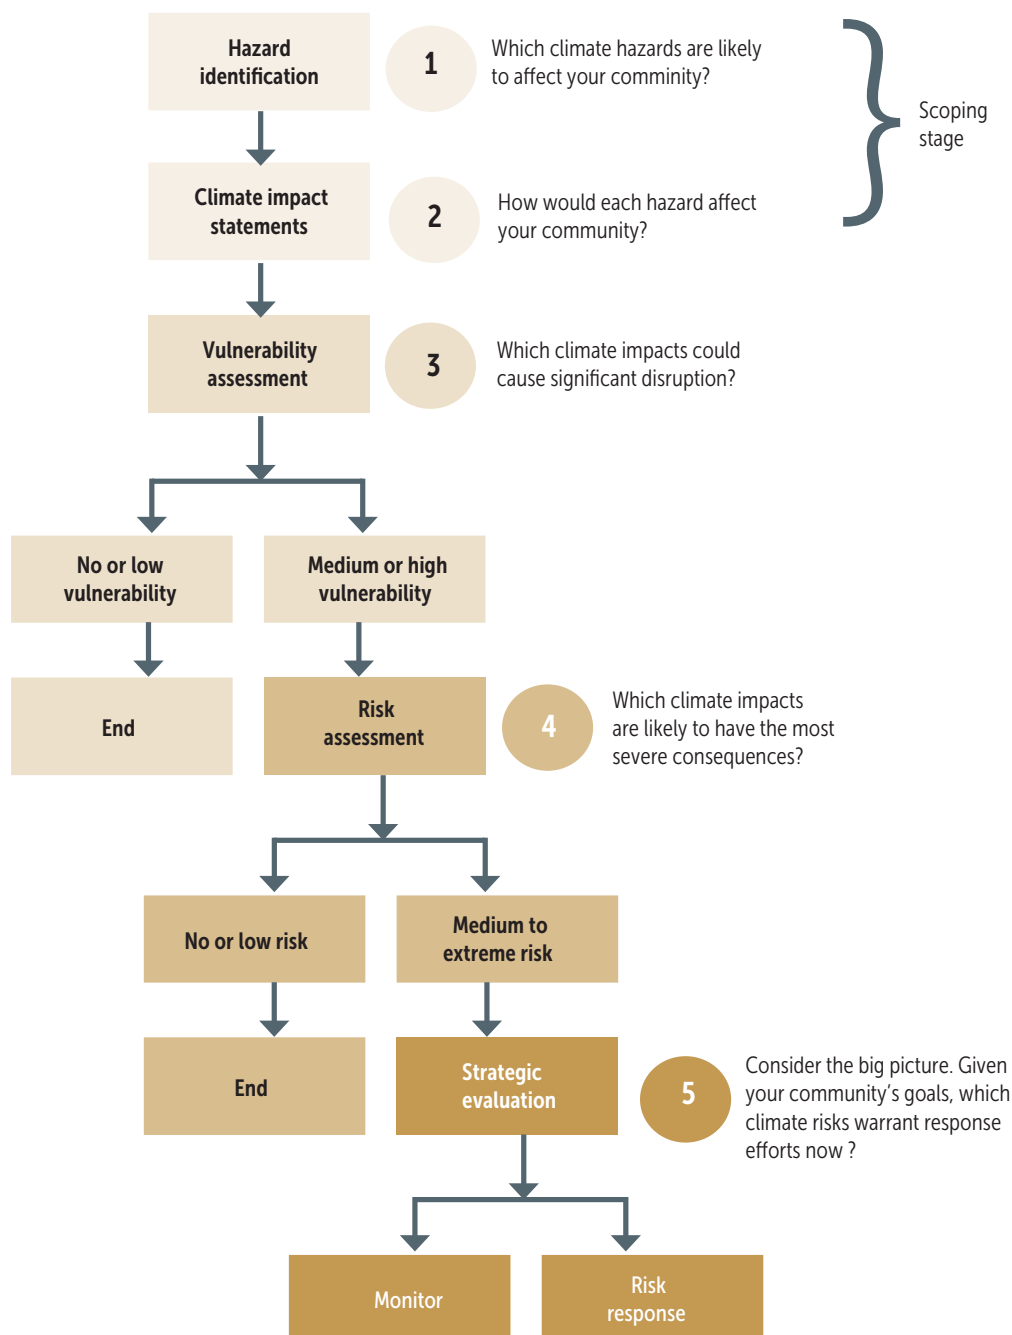 Hazard
identification
1
Which climate hazards are likely
to affect your comminity?
Scoping
stage
Climate impact
statements
2
How would each hazard affect
your community?
Vulnerability
assessment
3
Which climate impacts could
cause significant disruption?
No or low
vulnerability
Medium or high
vulnerability
End
Risk
assessment
4
Which climate impacts
are likely to have the most
severe consequences?
No or low risk
Medium to
extreme risk
End
Strategic
evaluation
5
Consider the big picture. Given
your community’s goals, which
climate risks warrant response
efforts now ?
Monitor
Risk
response